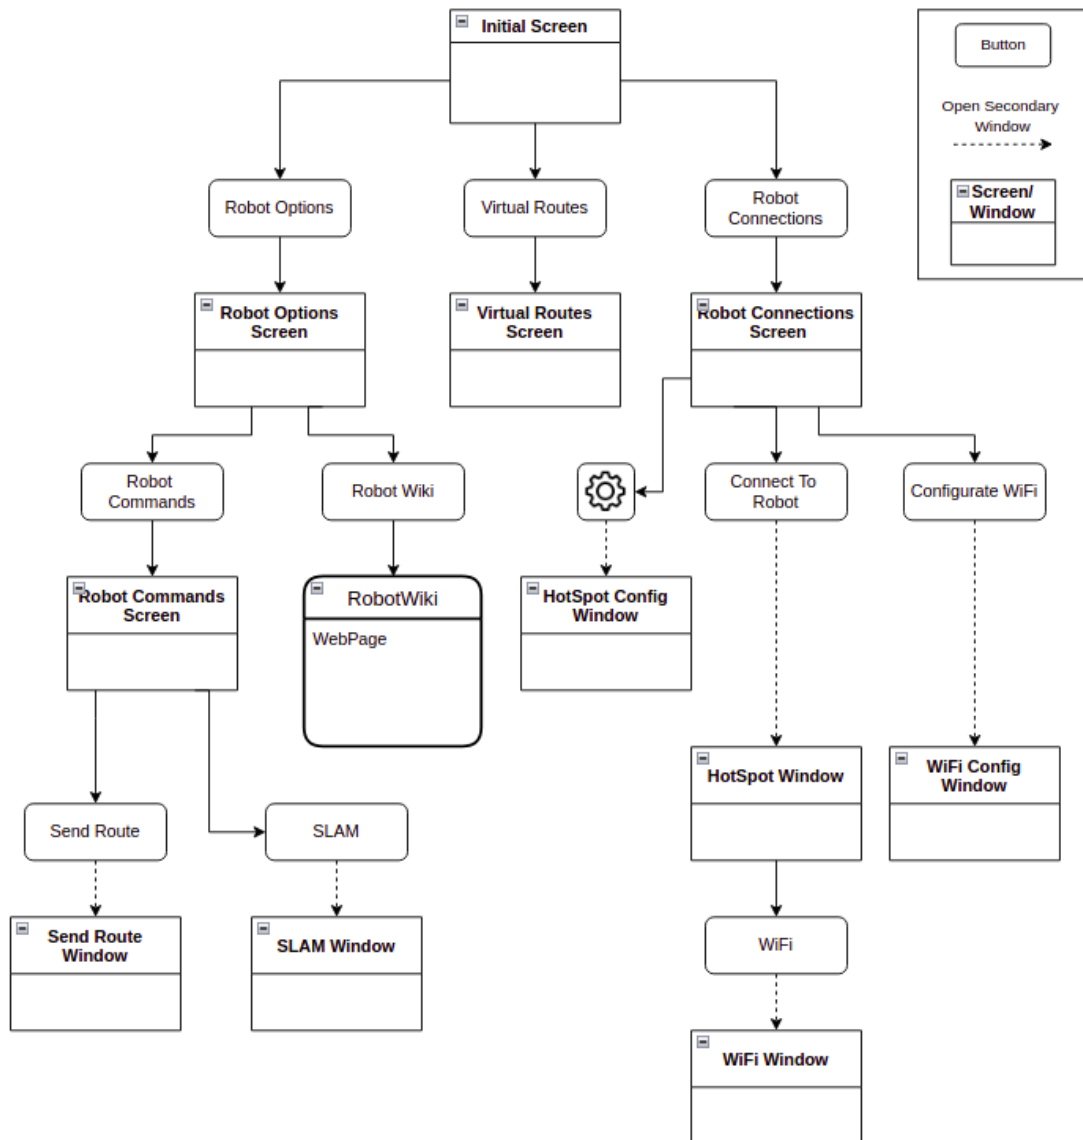 Initial Screen
Button
Open Secondary
Window
Screen/
Window
Robot Options
Virtual Routes
Robot
Connections
Robot Options
Screen
Virtual Routes
Screen
Robot Connections
Screen
Robot
Commands
Robot Wiki
Connect To
Robot
Configurate WiFi
Robot Commands
Screen
RobotWiki
WebPage
HotSpot Config
Window
HotSpot Window
WiFi Config
Window
Send Route
SLAM
Send Route
Window
SLAM Window
WiFi
WiFi Window